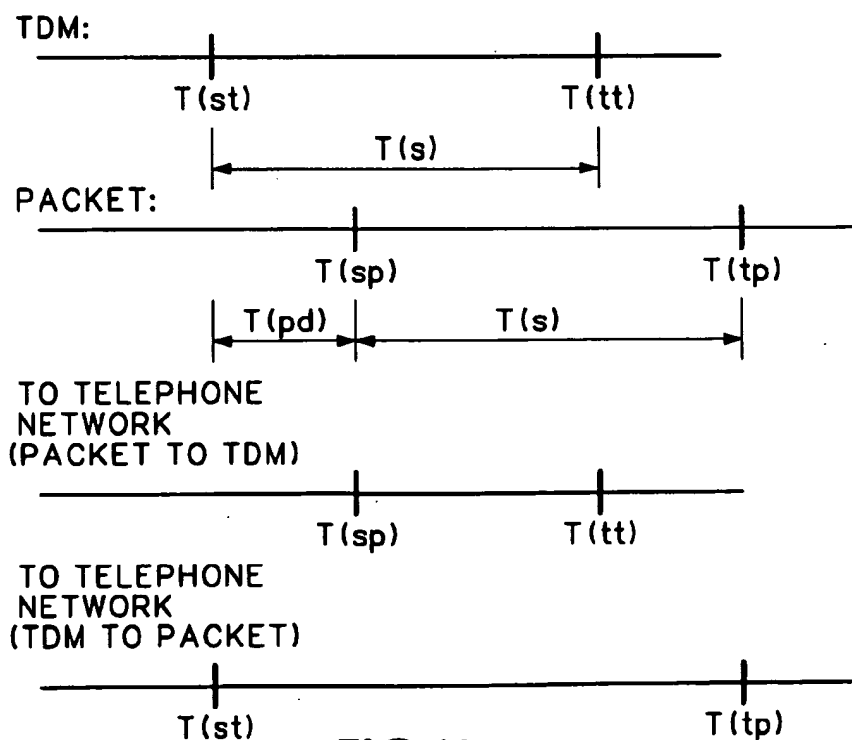 TDM:
T(st) T(tt)
T(s)
PACKET:
T(sp) T(tp)
T(pd) T(s)
TO TELEPHONE
NETWORK
(PACKET TO TDM)
T(sp) T(tt)
TO TELEPHONE
NETWORK
(TDM TO PACKET)
T(st) T(tp)